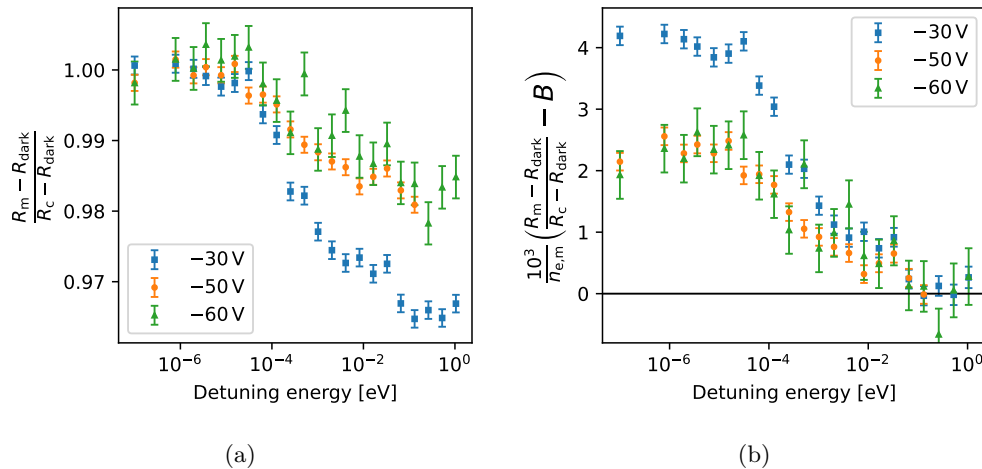 1.00
0.99
0.98
0.97
R_m − R_dark
R_c − R_dark
−30 V
−50 V
−60 V
10^−6 10^−4 10^−2 10^0
Detuning energy [eV]
(a)
4
3
2
1
0
10^3/n_e,m (R_m − R_dark/R_c − R_dark − B)
−30 V
−50 V
−60 V
10^−6 10^−4 10^−2 10^0
Detuning energy [eV]
(b)